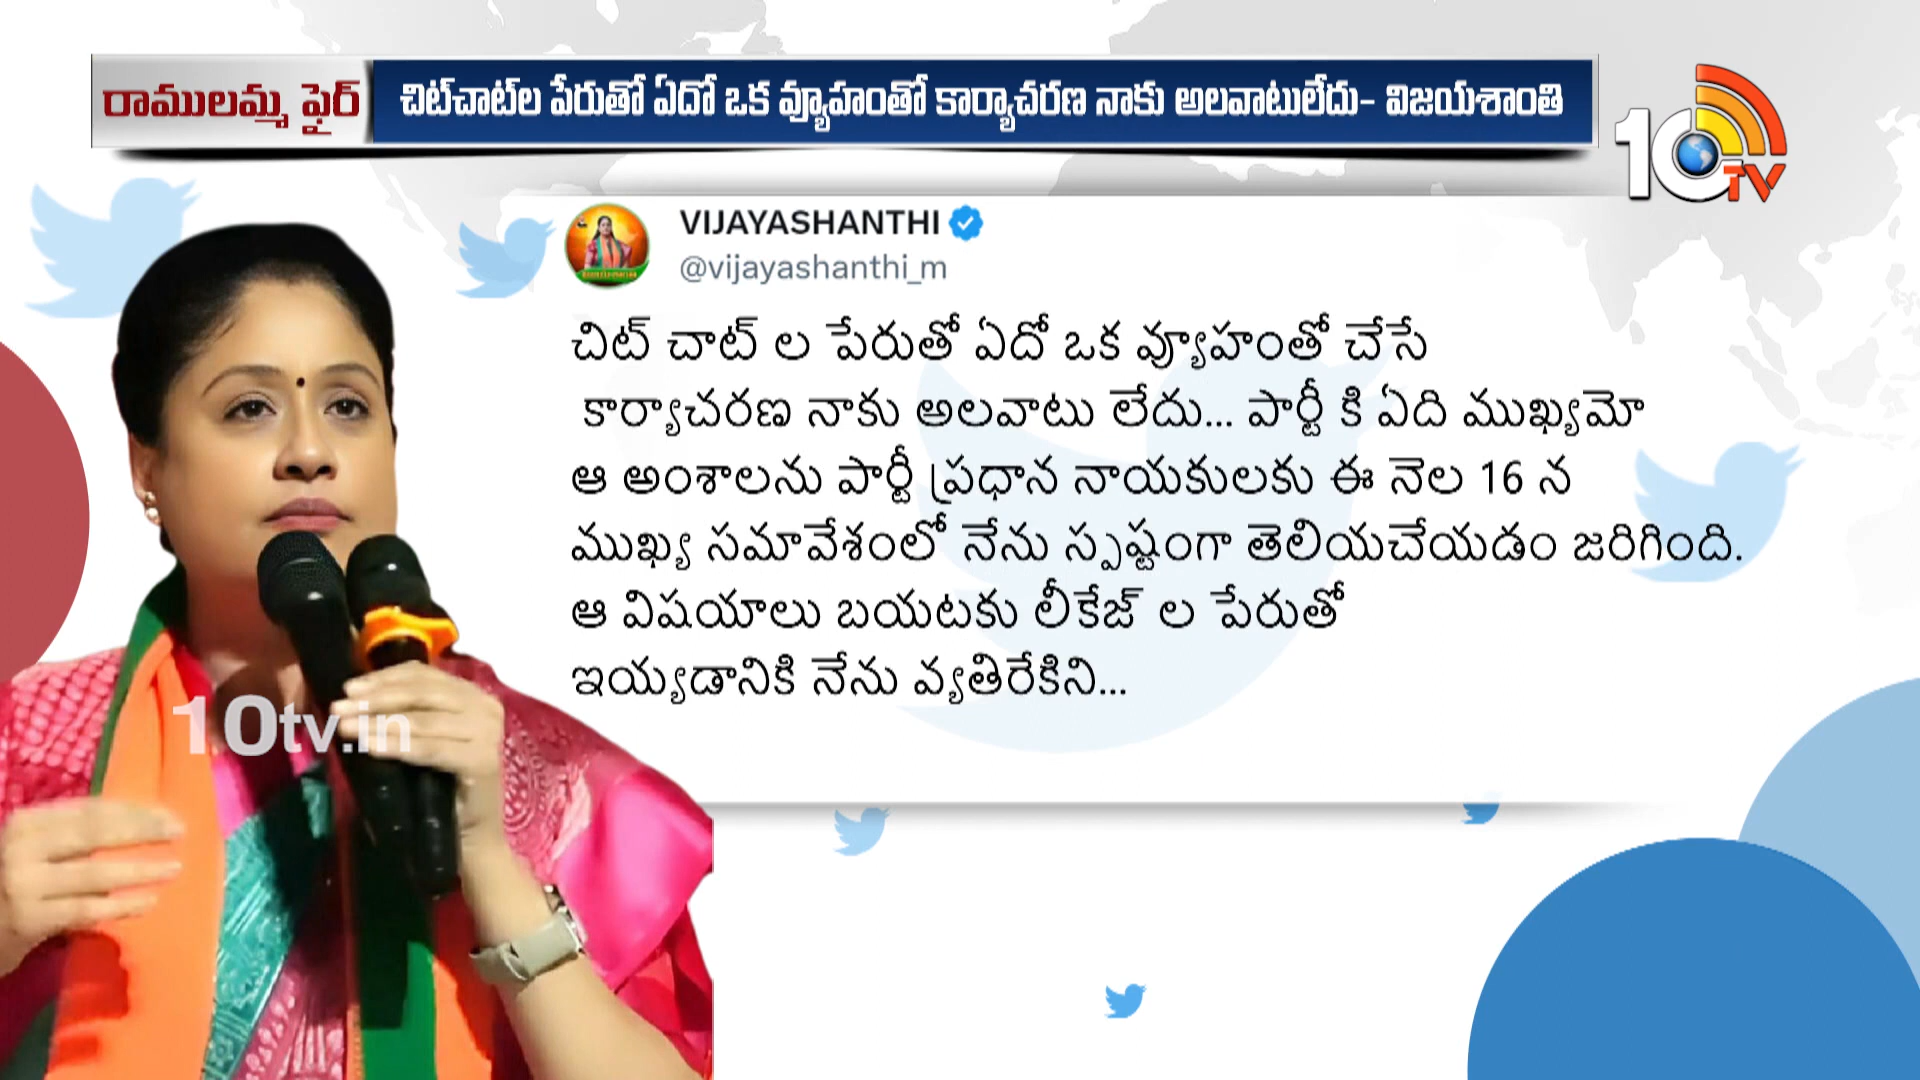 రాములమ్మ ఫైర్
చిట్‌చాట్‌ల పేరుతో ఏదో ఒక వ్యూహంతో కార్యాచరణ నాకు అలవాటులేదు- విజయశాంతి
10TV
VIJAYASHANTHI
@vijayashanthi_m
చిట్ చాట్ ల పేరుతో ఏదో ఒక వ్యూహంతో చేసే
కార్యాచరణ నాకు అలవాటు లేదు... పార్టీ కి ఏది ముఖ్యమో
ఆ అంశాలను పార్టీ ప్రధాన నాయకులకు ఈ నెల 16 న
ముఖ్య సమావేశంలో నేను స్పష్టంగా తెలియచేయడం జరిగింది.
ఆ విషయాలు బయటకు లీకేజ్ ల పేరుతో
ఇయ్యడానికి నేను వ్యతిరేకిని...
10tv.in